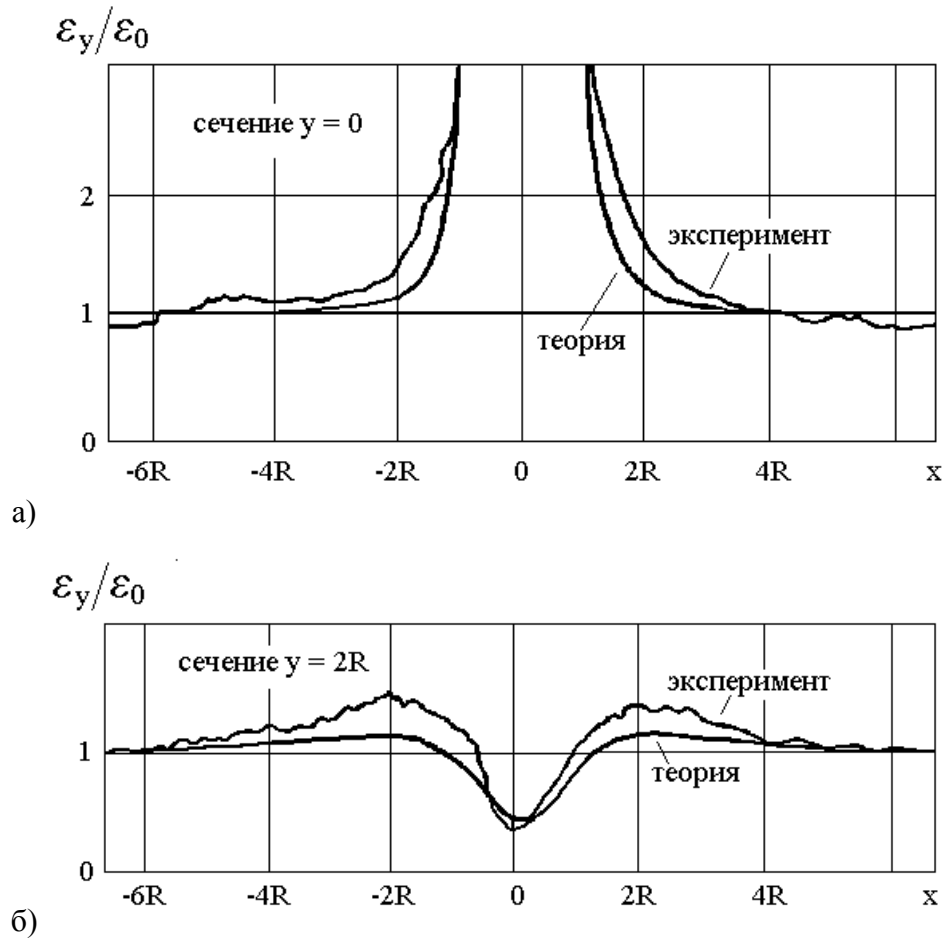 εy/ε0
сечение y = 0
2
эксперимент
1
теория
0
-6R -4R -2R 0 2R 4R x
а)
εy/ε0
сечение y = 2R
эксперимент
1
теория
0
-6R -4R -2R 0 2R 4R x
б)